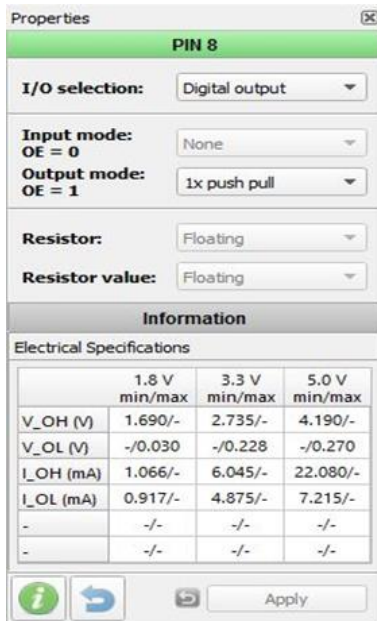 Properties
PIN 8
I/O selection: Digital output
Input mode: None
OE = 0
Output mode: 1x push pull
OE = 1
Resistor: Floating
Resistor value: Floating
Information
Electrical Specifications
1.8 V 3.3 V 5.0 V
min/max min/max min/max
V_OH (V) 1.690/- 2.735/- 4.190/-
V_OL (V) -/0.030 -/0.228 -/0.270
I_OH (mA) 1.066/- 6.045/- 22.080/-
I_OL (mA) 0.917/- 4.875/- 7.215/-
- -/- -/- -/-
- -/- -/- -/-
i Apply